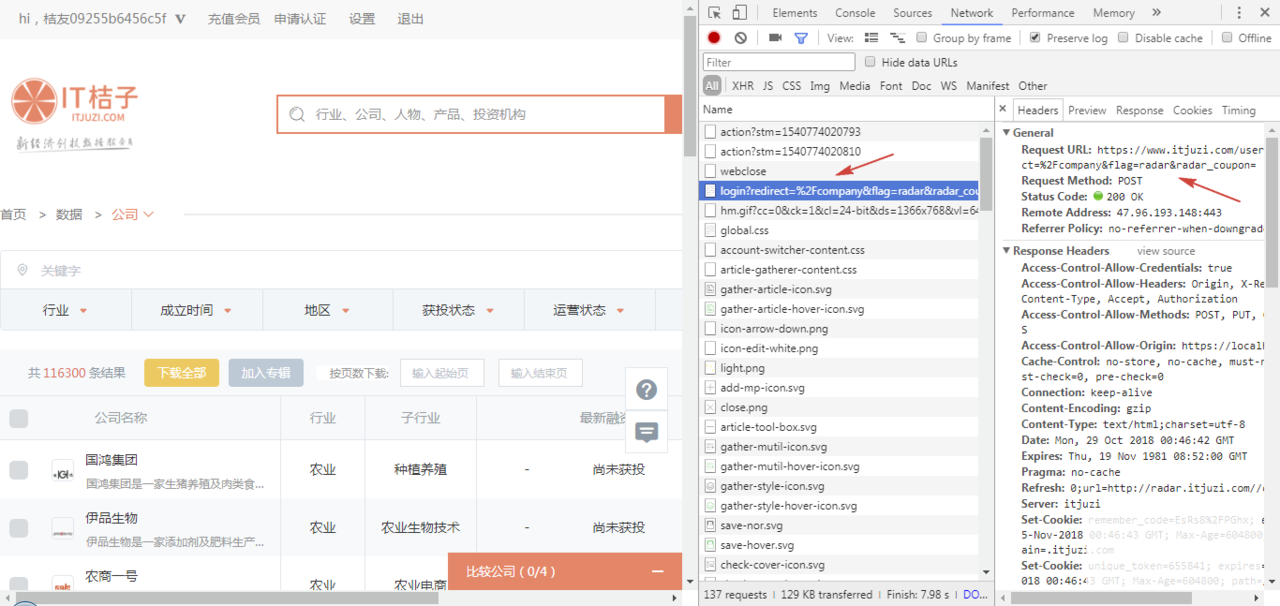 hi，桔友09255b6456c5f ∨ 充值会员 申请认证 设置 退出
IT桔子
ITJUZI.COM
新经济创投数据服务商
行业、公司、人物、产品、投资机构
首页 > 数据 > 公司
关键字
行业 成立时间 地区 获投状态 运营状态
共 116300 条结果 下载全部 加入专辑 按页数下载: 输入起始页 输入结束页
公司名称 行业 子行业 最新融资
国鸿集团 农业 种植养殖 - 尚未获投
国鸿集团是一家生猪养殖及肉类食...
伊品生物 农业 农业生物技术 - 尚未获投
伊品生物是一家添加剂及肥料生产...
农商一号 农业 农业电商
比较公司（0/4） —
Elements Console Sources Network Performance Memory »
View: Group by frame Preserve log Disable cache Offline
Filter Hide data URLs
All XHR JS CSS Img Media Font Doc WS Manifest Other
Name
action?stm=1540774020793
action?stm=1540774020810
webclose
login?redirect=%2Fcompany&flag=radar&radar_cou
hm.gif?cc=0&ck=1&cl=24-bit&ds=1366x768&vl=64
global.css
account-switcher-content.css
article-gatherer-content.css
gather-article-icon.svg
gather-article-hover-icon.svg
icon-arrow-down.png
icon-edit-white.png
light.png
add-mp-icon.svg
close.png
article-tool-box.svg
gather-mutil-icon.svg
gather-mutil-hover-icon.svg
gather-style-icon.svg
gather-style-hover-icon.svg
save-nor.svg
save-hover.svg
check-cover-icon.svg
137 requests | 129 KB transferred | Finish: 7.98 s | DO...
× Headers Preview Response Cookies Timing
General
Request URL: https://www.itjuzi.com/user
ct=%2Fcompany&flag=radar&radar_coupon=
Request Method: POST
Status Code: 200 OK
Remote Address: 47.96.193.148:443
Referrer Policy: no-referrer-when-downgrad
Response Headers view source
Access-Control-Allow-Credentials: true
Access-Control-Allow-Headers: Origin, X-Re
Content-Type, Accept, Authorization
Access-Control-Allow-Methods: POST, PUT,
S
Access-Control-Allow-Origin: https://local
Cache-Control: no-store, no-cache, must-r
st-check=0, pre-check=0
Connection: keep-alive
Content-Encoding: gzip
Content-Type: text/html;charset=utf-8
Date: Mon, 29 Oct 2018 00:46:42 GMT
Expires: Thu, 19 Nov 1981 08:52:00 GMT
Pragma: no-cache
Refresh: 0;url=http://radar.itjuzi.com//
Server: itjuzi
Set-Cookie: remember_code=EsRs8%2FPGhx; e
5-Nov-2018 00:46:43 GMT; Max-Age=604800;
ain=.itjuzi.com
Set-Cookie: unique_token=655841; expires=
018 00:46:43 GMT; Max-Age=604800; path=/